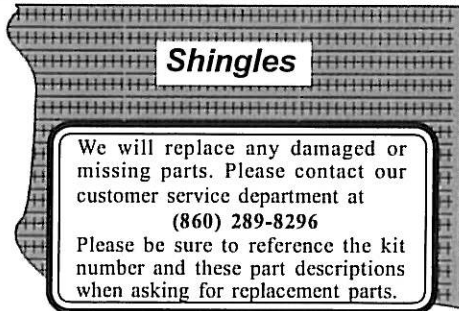 Shingles
We will replace any damaged or
missing parts. Please contact our
customer service department at
(860) 289-8296
Please be sure to reference the kit
number and these part descriptions
when asking for replacement parts.